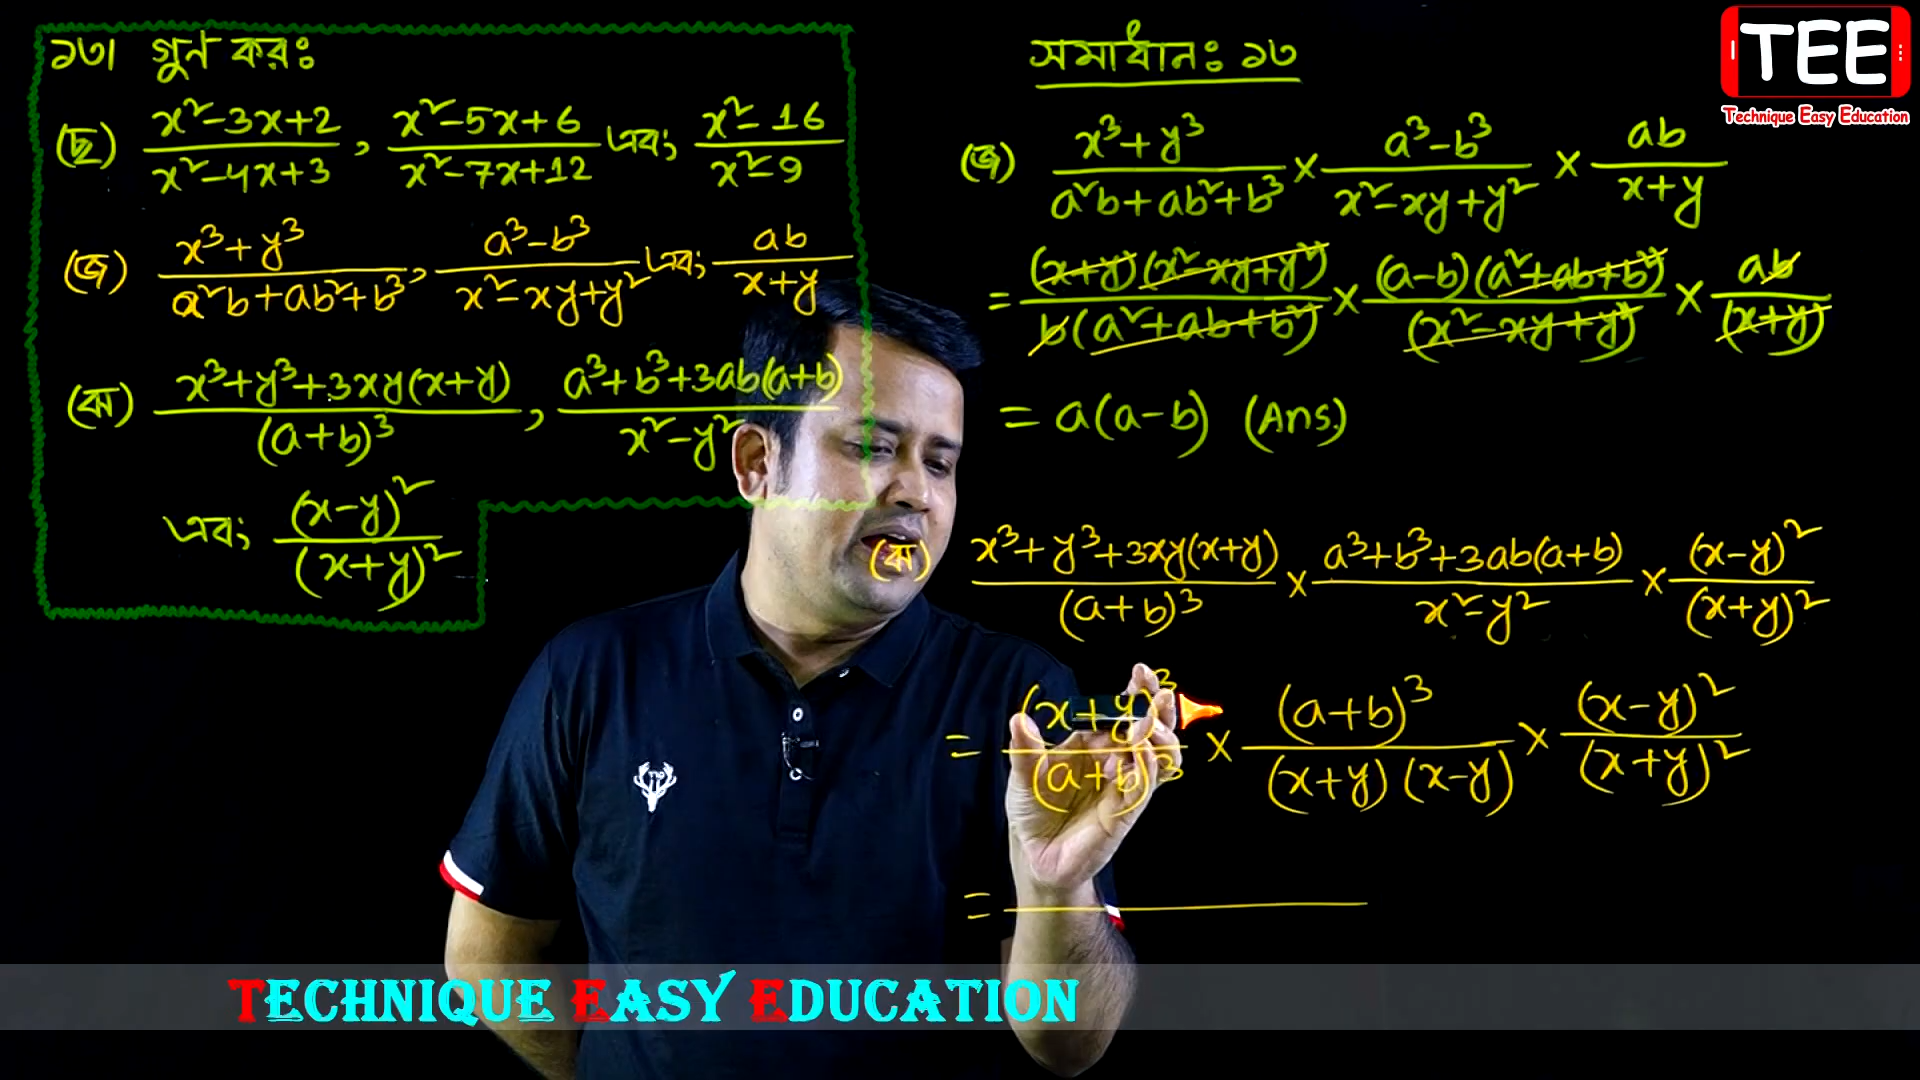 ১৩। গুণ করঃ
(ছ) x²-3x+2 / x²-4x+3 , x²-5x+6 / x²-7x+12 এবং x²-16 / x²-9
(জ) x³+y³ / a²b+ab²+b³ , a³-b³ / x²-xy+y² এবং ab / x+y
(ঝ) x³+y³+3xy(x+y) / (a+b)³ , a³+b³+3ab(a+b) / x²-y²
এবং (x-y)² / (x+y)²
সমাধানঃ ১৩
(জ) x³+y³ / a²b+ab²+b³ × a³-b³ / x²-xy+y² × ab / x+y
= (x+y)(x²-xy+y²) / b(a²+ab+b²) × (a-b)(a²+ab+b²) / (x²-xy+y²) × ab / (x+y)
= a(a-b) (Ans.)
(ঝ) x³+y³+3xy(x+y) / (a+b)³ × a³+b³+3ab(a+b) / x²-y² × (x-y)² / (x+y)²
= (x+y)³ / (a+b)³ × (a+b)³ / (x+y)(x-y) × (x-y)² / (x+y)²
=
TEE
Technique Easy Education
TECHNIQUE EASY EDUCATION